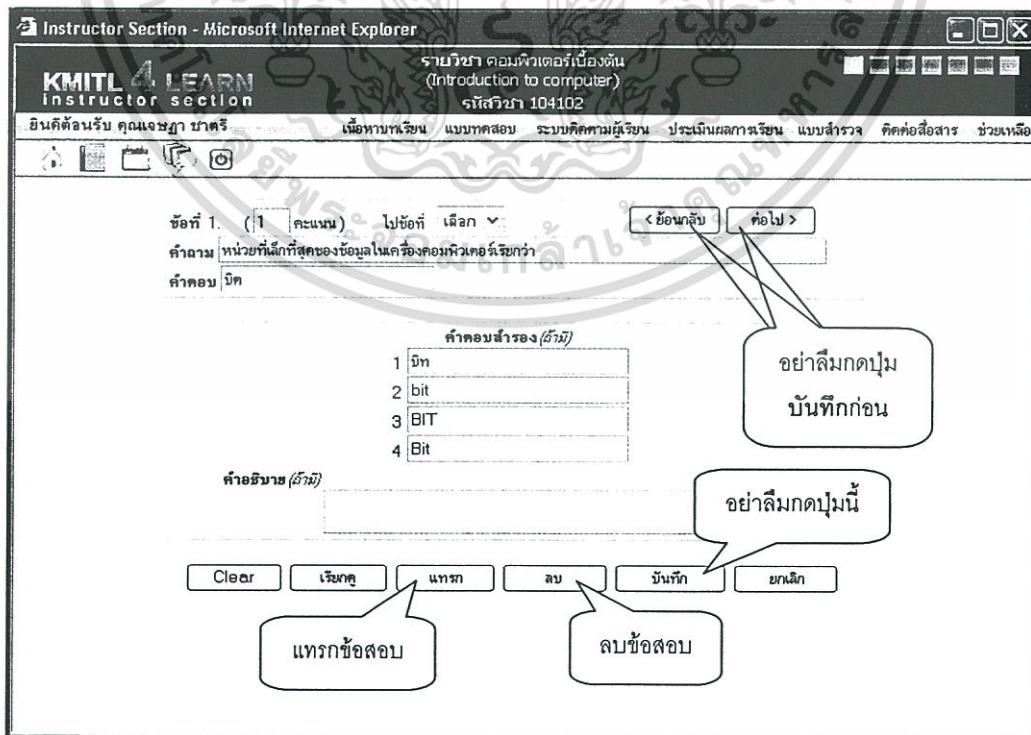 Instructor Section - Microsoft Internet Explorer
รายวิชา คอมพิวเตอร์เบื้องต้น
KMITL 4 LEARN
(Introduction to computer)
instructor section
รหัสวิชา 104102
ยินดีต้อนรับ คุณเจษฎา ชาตรี เนื้อหาบทเรียน แบบทดสอบ ระบบติดตามผู้เรียน ประเมินผลการเรียน แบบสำรวจ ติดต่อสื่อสาร ช่วยเหลือ
ข้อที่ 1. ( 1 คะแนน) ไปข้อที่ เลือก < ย้อนกลับ ต่อไป >
คำถาม หน่วยที่เล็กที่สุดของข้อมูลในเครื่องคอมพิวเตอร์เรียกว่า
คำตอบ บิต
คำตอบสำรอง (ถ้ามี)
1 บิท
2 bit
3 BIT
4 Bit
อย่าลืมกดปุ่ม
บันทึกก่อน
คำอธิบาย (ถ้ามี)
อย่าลืมกดปุ่มนี้
Clear เรียกดู แทรก ลบ บันทึก ยกเลิก
แทรกข้อสอบ ลบข้อสอบ